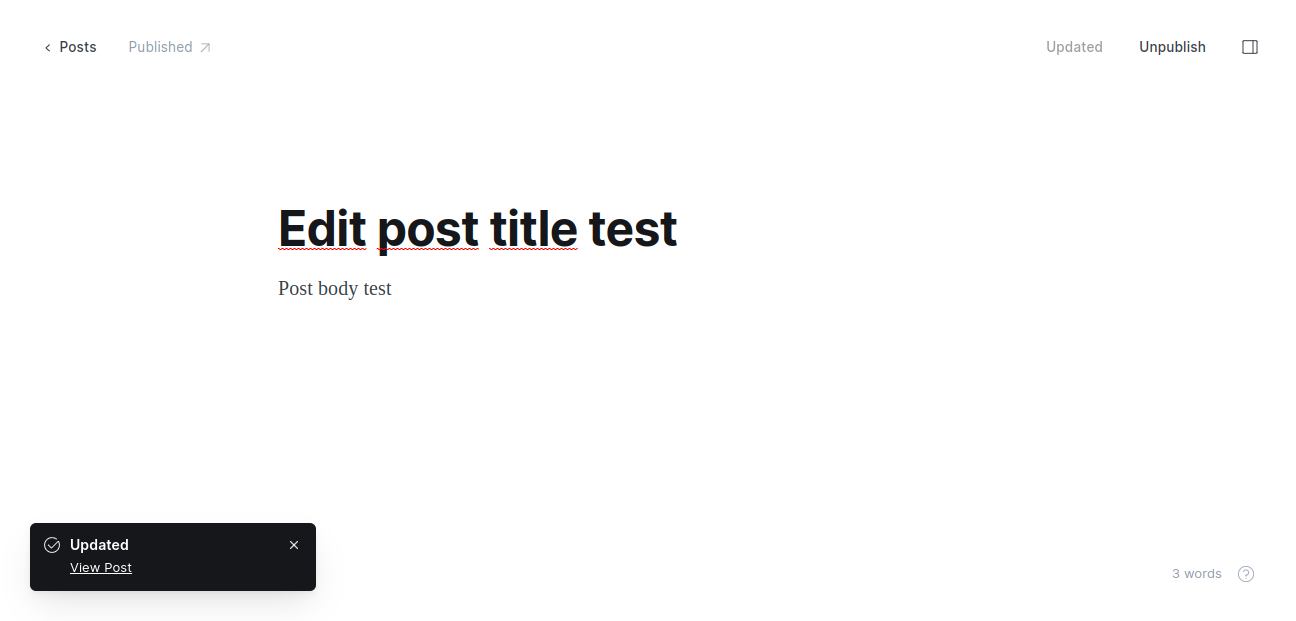 Posts
Published
Updated
Unpublish
Edit post title test
Post body test
Updated
View Post
3 words